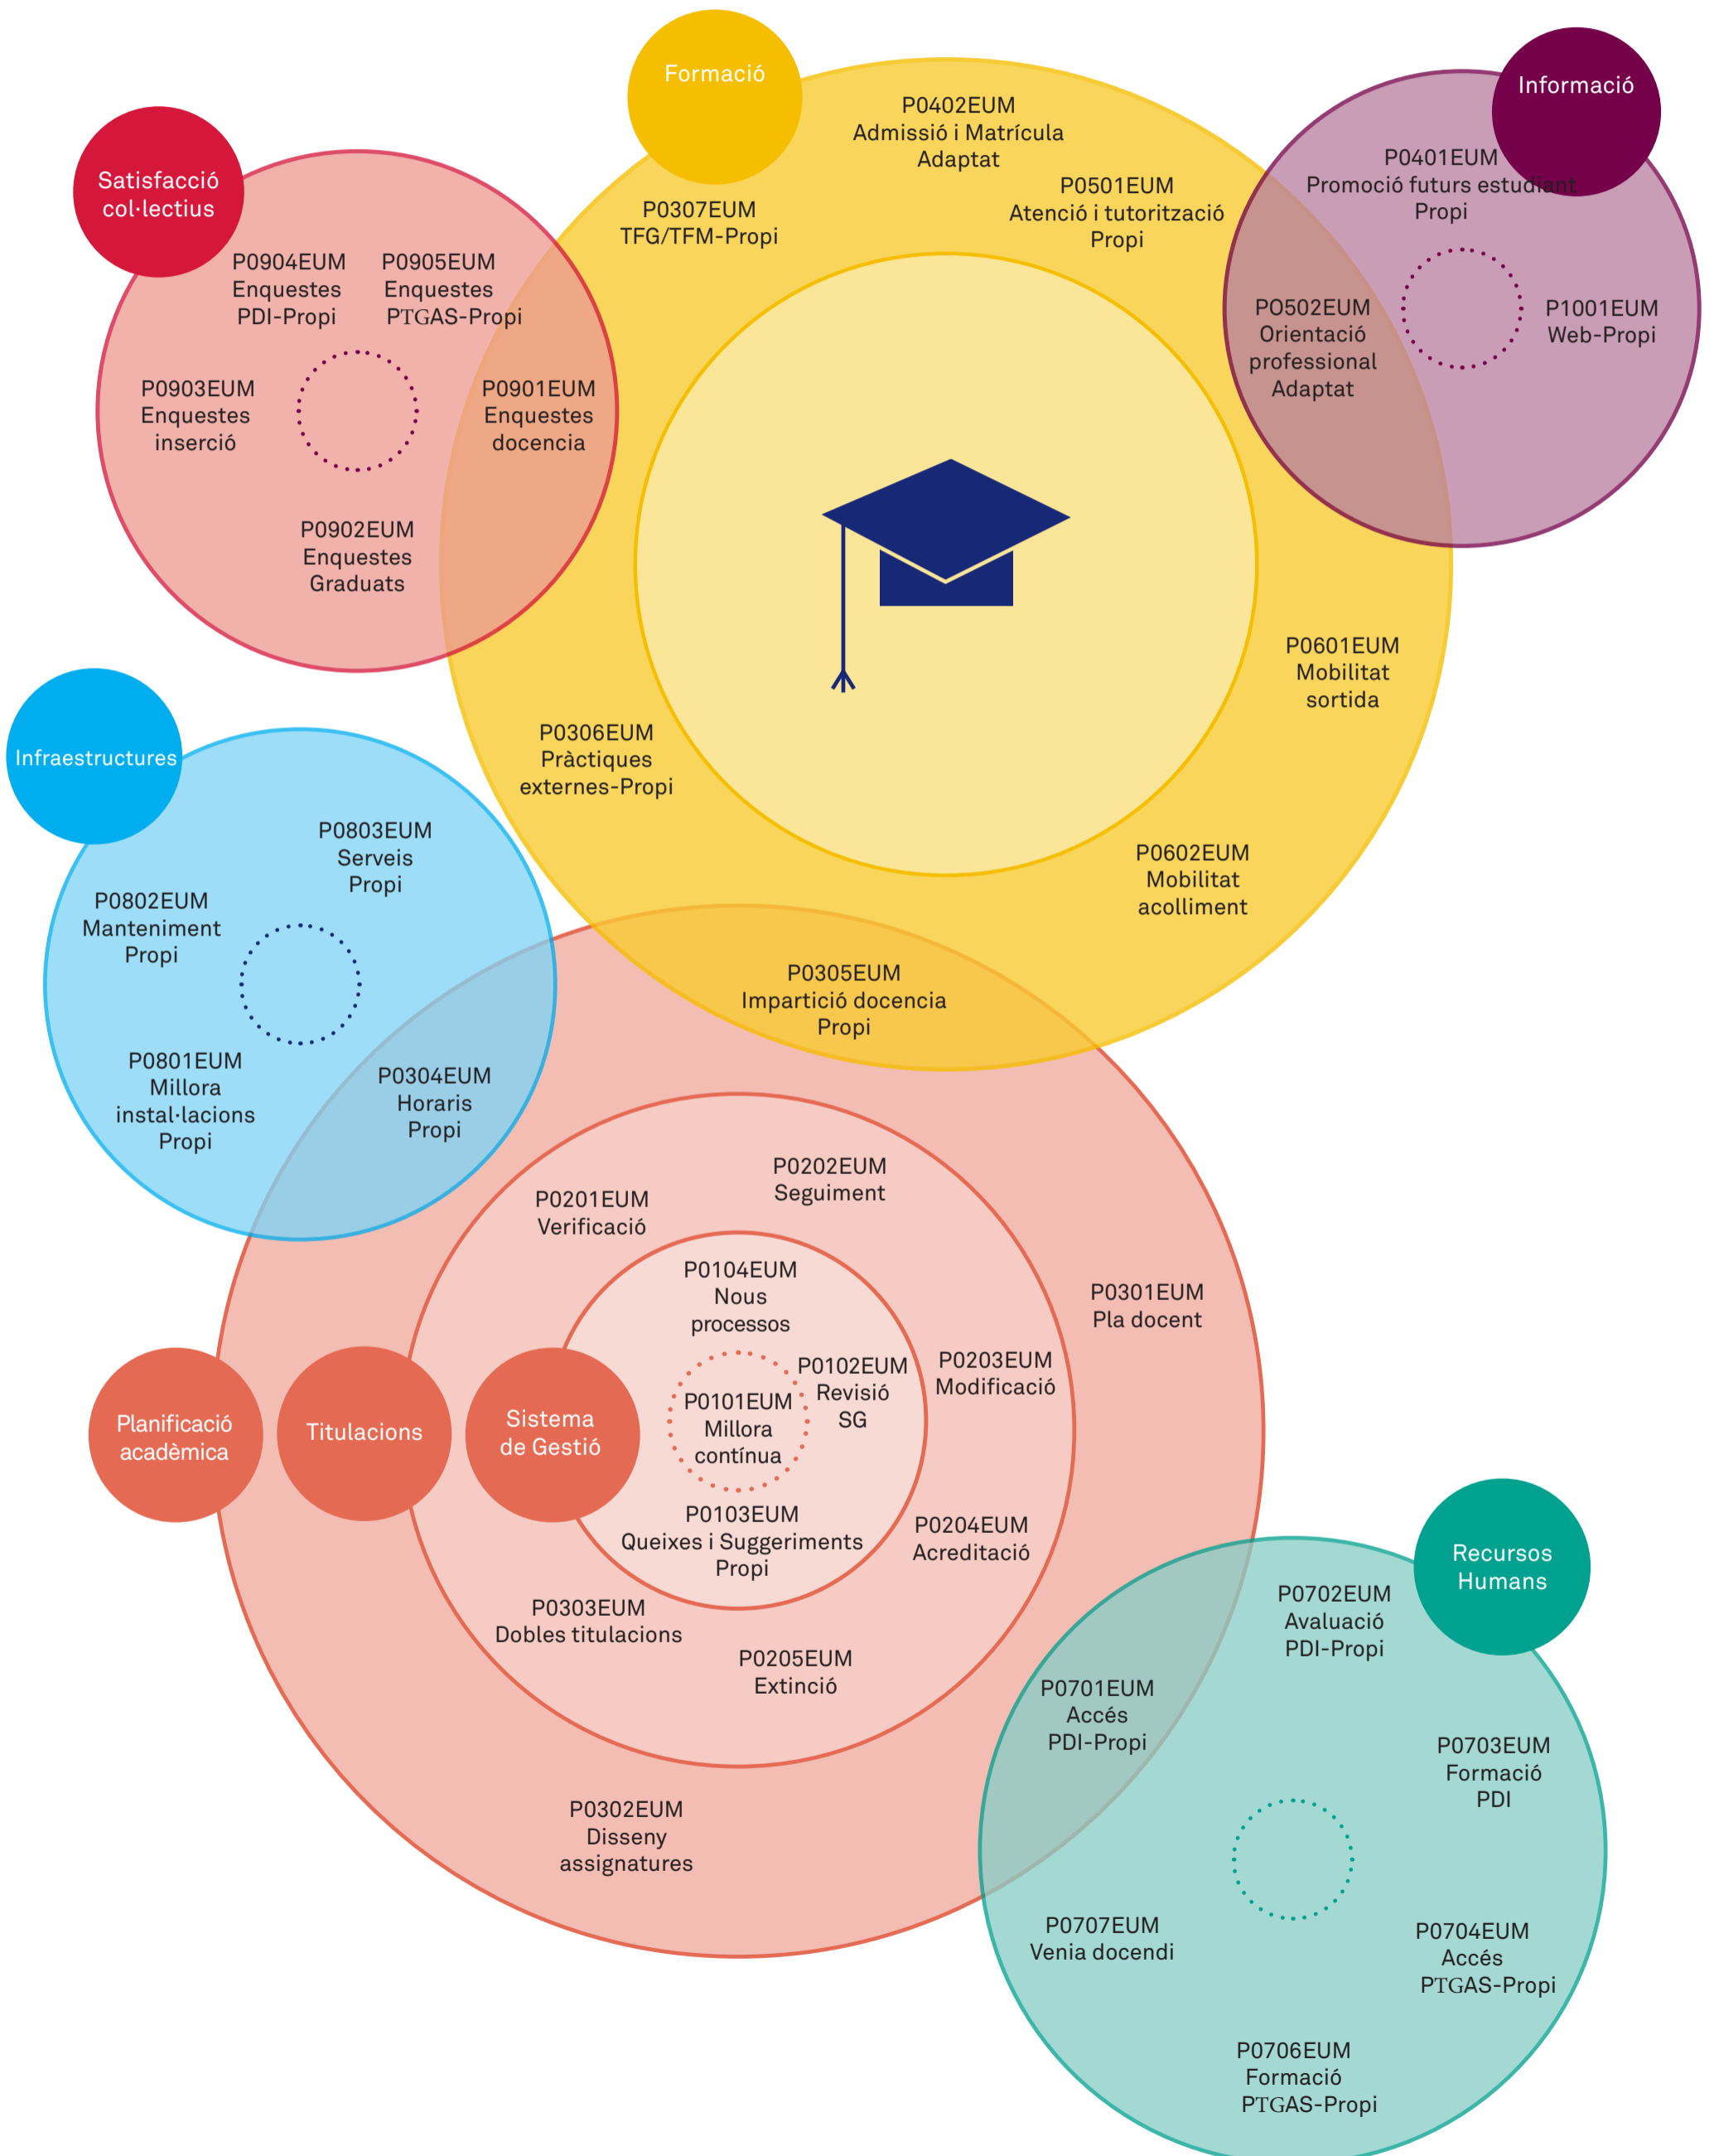 Formació
Informació
P0402EUM
Admissió i Matrícula
Adaptat
P0401EUM
Promoció futurs estudiant
Propi
Satisfacció
col·lectius
P0501EUM
Atenció i tutorització
Propi
P0307EUM
TFG/TFM-Propi
P0904EUM
Enquestes
PDI-Propi
P0905EUM
Enquestes
PTGAS-Propi
PO502EUM
Orientació
professional
Adaptat
P1001EUM
Web-Propi
P0903EUM
Enquestes
inserció
P0901EUM
Enquestes
docencia
P0902EUM
Enquestes
Graduats
P0601EUM
Mobilitat
sortida
Infraestructures
P0306EUM
Pràctiques
externes-Propi
P0803EUM
Serveis
Propi
P0602EUM
Mobilitat
acolliment
P0802EUM
Manteniment
Propi
P0305EUM
Impartició docencia
Propi
P0801EUM
Millora
instal·lacions
Propi
P0304EUM
Horaris
Propi
P0202EUM
Seguiment
P0201EUM
Verificació
P0104EUM
Nous
processos
P0301EUM
Pla docent
P0102EUM
Revisió
SG
P0203EUM
Modificació
P0101EUM
Millora
contínua
Planificació
acadèmica
Titulacions
Sistema
de Gestió
P0103EUM
Queixes i Suggeriments
Propi
P0204EUM
Acreditació
Recursos
Humans
P0702EUM
Avaluació
PDI-Propi
P0303EUM
Dobles titulacions
P0205EUM
Extinció
P0701EUM
Accés
PDI-Propi
P0703EUM
Formació
PDI
P0302EUM
Disseny
assignatures
P0707EUM
Venia docendi
P0704EUM
Accés
PTGAS-Propi
P0706EUM
Formació
PTGAS-Propi